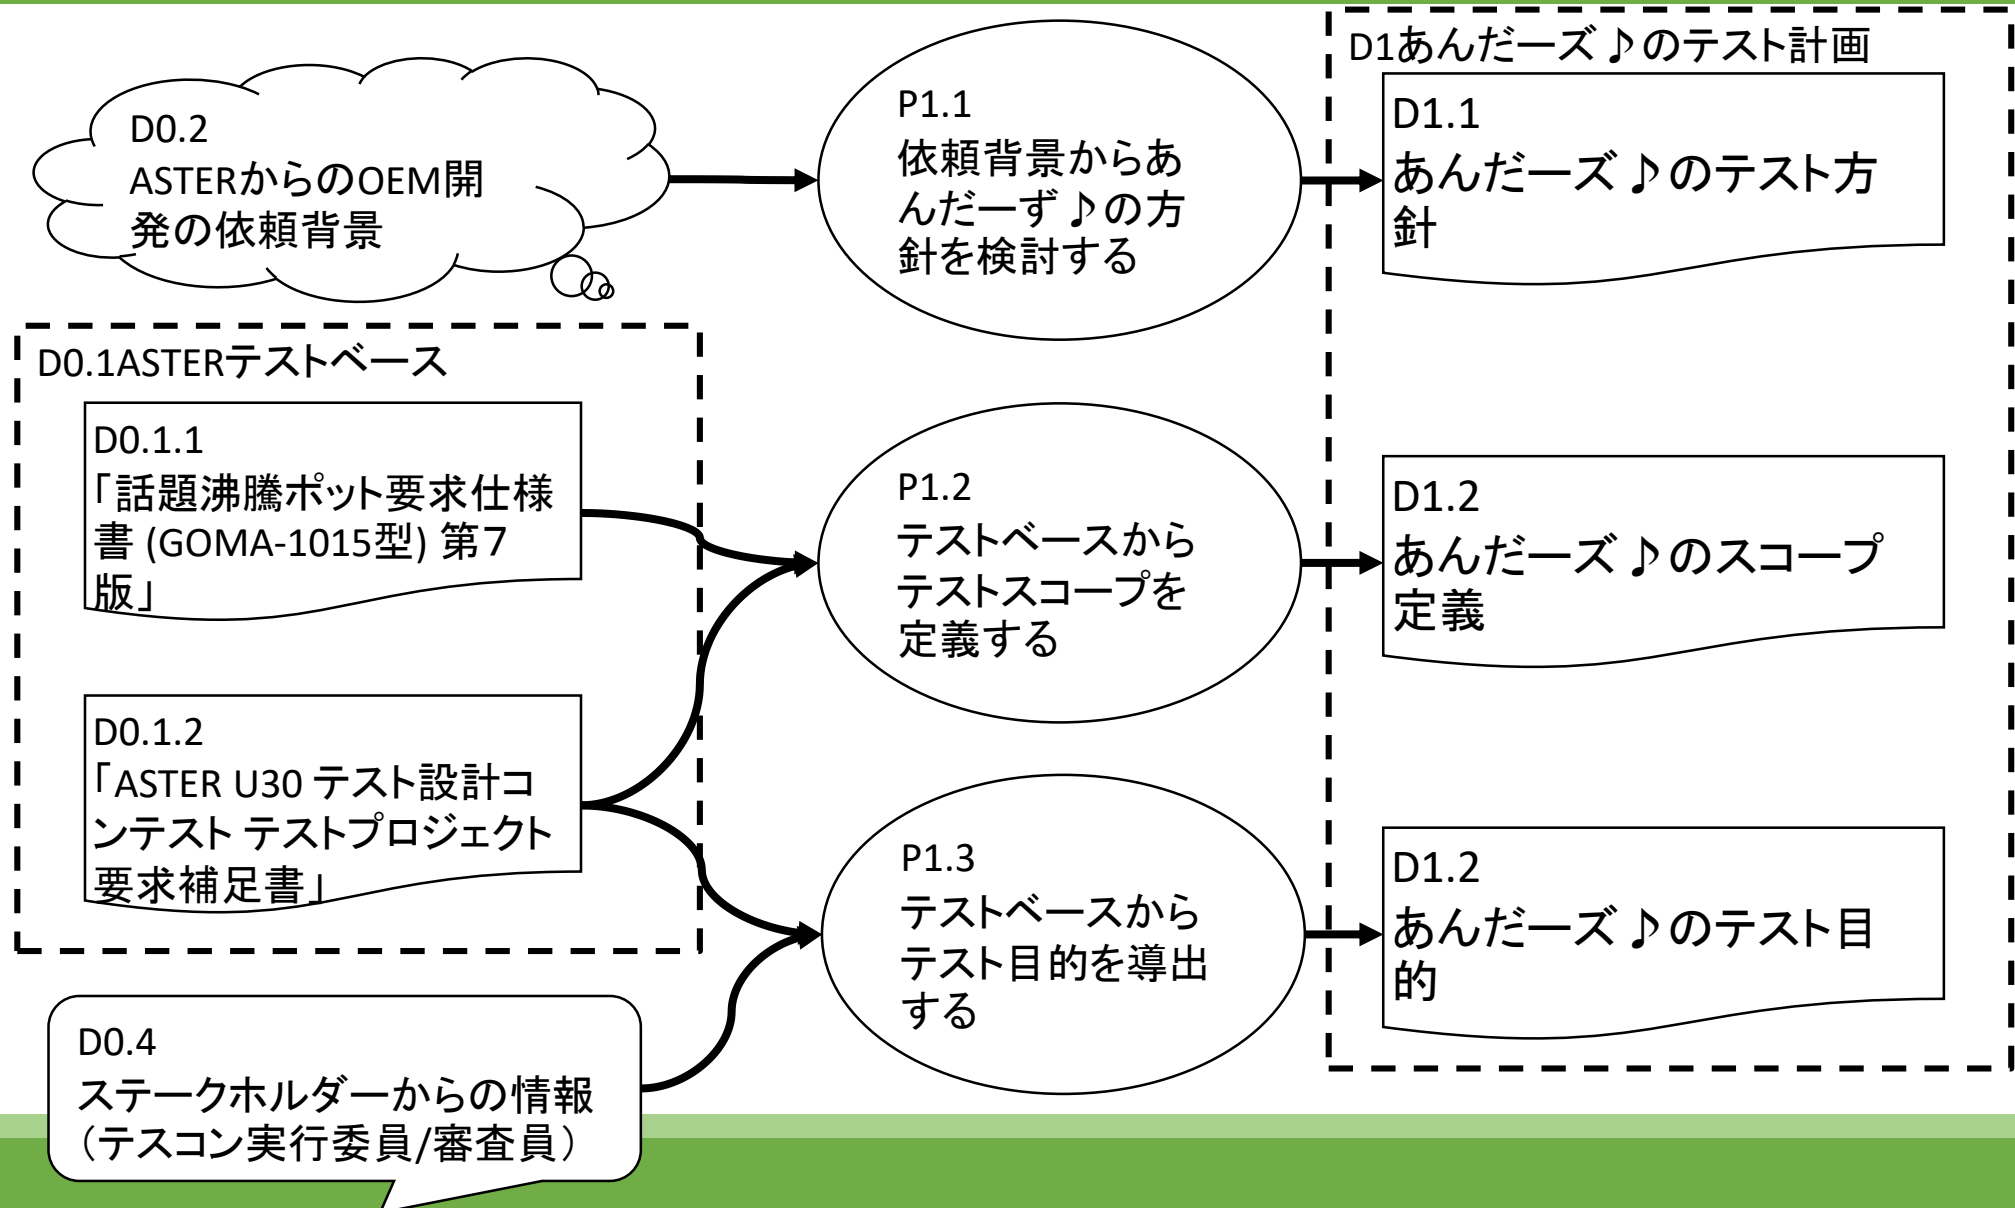 D0.2
ASTERからのOEM開
発の依頼背景
P1.1
依頼背景からあ
んだーず♪の方
針を検討する
D1あんだーズ♪のテスト計画
D1.1
あんだーズ♪のテスト方
針
D0.1ASTERテストベース
D0.1.1
「話題沸騰ポット要求仕様
書 (GOMA-1015型) 第７
版」
P1.2
テストベースから
テストスコープを
定義する
D1.2
あんだーズ♪のスコープ
定義
D0.1.2
「ASTER U30 テスト設計コ
ンテスト テストプロジェクト
要求補足書」
P1.3
テストベースから
テスト目的を導出
する
D1.2
あんだーズ♪のテスト目
的
D0.4
ステークホルダーからの情報
（テスコン実行委員/審査員）